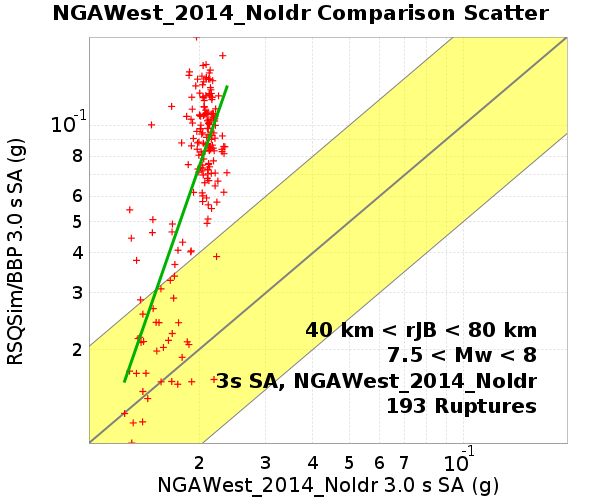 NGAWest_2014_NoIdr Comparison Scatter
RSQSim/BBP 3.0 s SA (g)
10-1
8
6
5
4
3
2
40 km < rJB < 80 km
7.5 < Mw < 8
3s SA, NGAWest_2014_NoIdr
193 Ruptures
2 3 4 5 6 7 10-1
NGAWest_2014_NoIdr 3.0 s SA (g)